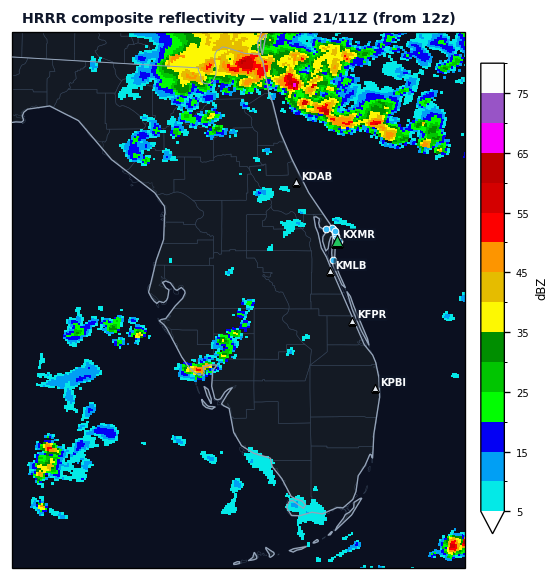 HRRR composite reflectivity — valid 21/11Z (from 12z)
KDAB
KXMR
KMLB
KFPR
KPBI
75
65
55
45
35
25
15
5
dBZ